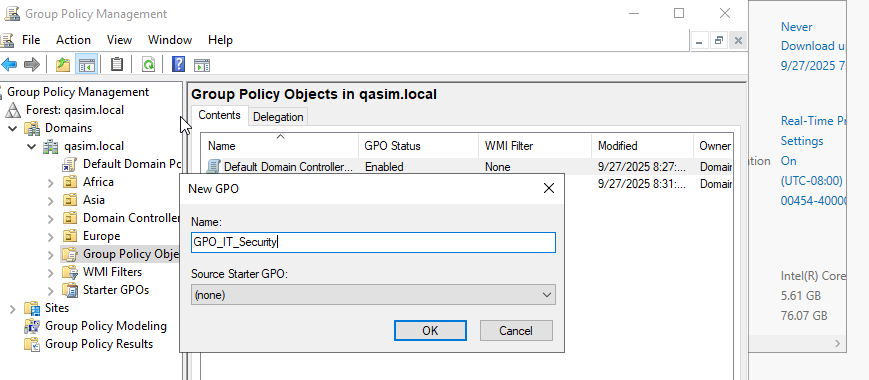 Group Policy Management
File Action View Window Help
Group Policy Management
Forest: qasim.local
Domains
qasim.local
Default Domain Po
Africa
Asia
Domain Controller
Europe
Group Policy Obje
WMI Filters
Starter GPOs
Sites
Group Policy Modeling
Group Policy Results
Group Policy Objects in qasim.local
Contents Delegation
Name GPO Status WMI Filter Modified Owner
Default Domain Controller... Enabled None 9/27/2025 8:27:... Domai
9/27/2025 8:31:... Domai
New GPO
Name:
GPO_IT_Security
Source Starter GPO:
(none)
OK Cancel
Never
Download u
9/27/2025 7
Real-Time Pr
Settings
ation On
(UTC-08:00)
00454-40000
Intel(R) Core
5.61 GB
76.07 GB